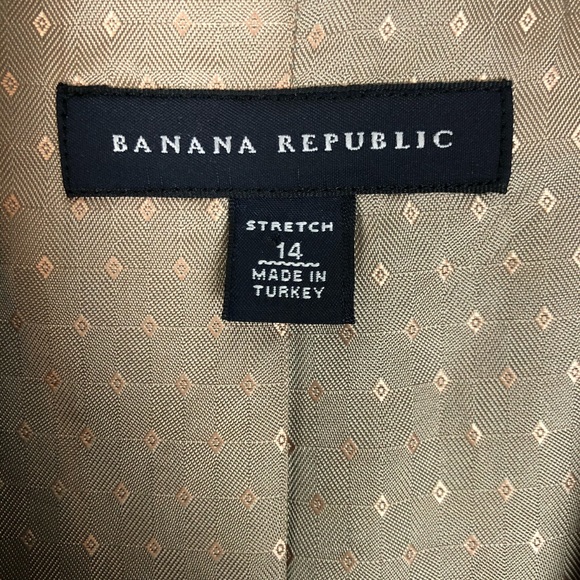 BANANA REPUBLIC
STRETCH
14
MADE IN
TURKEY